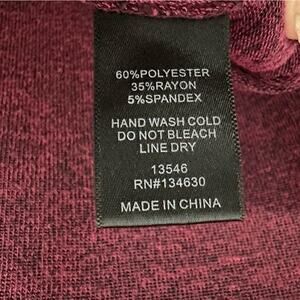 60%POLYESTER
35%RAYON
5%SPANDEX
HAND WASH COLD
DO NOT BLEACH
LINE DRY
13546
RN#134630
MADE IN CHINA